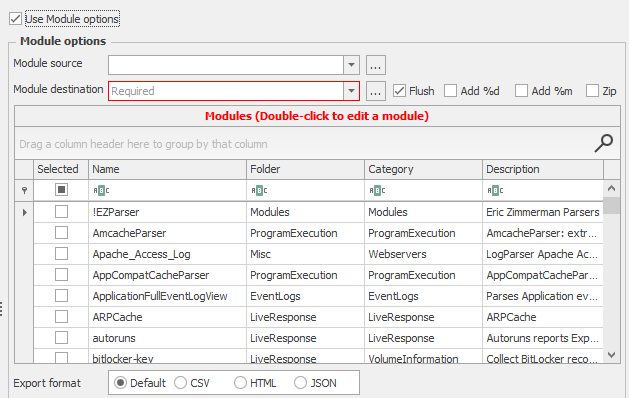 Use Module options
Module options
Module source ...
Module destination Required ... Flush Add %d Add %m Zip
Modules (Double-click to edit a module)
Drag a column header here to group by that column
Selected Name Folder Category Description
ABC ABC ABC ABC
!EZParser Modules Modules Eric Zimmerman Parsers
AmcacheParser ProgramExecution ProgramExecution AmcacheParser: extr...
Apache_Access_Log Misc Webservers LogParser Apache Ac...
AppCompatCacheParser ProgramExecution ProgramExecution AppCompatCachePar...
ApplicationFullEventLogView EventLogs EventLogs Parses Application ev...
ARPCache LiveResponse LiveResponse ARPCache
autoruns LiveResponse LiveResponse Autoruns reports Exp...
bitlocker-key LiveResponse VolumeInformation Collect BitLocker reco...
Export format Default CSV HTML JSON